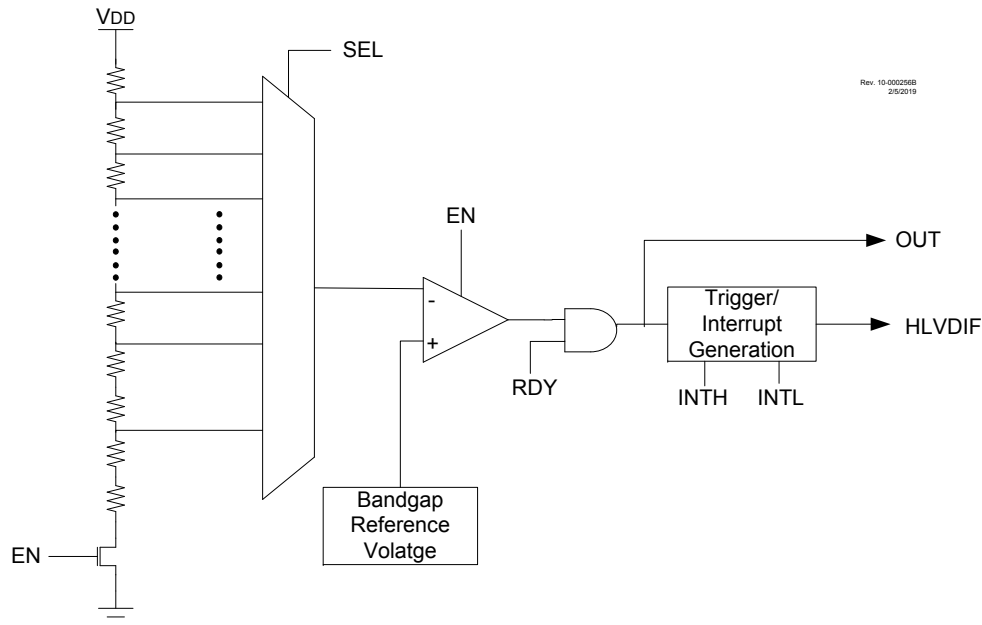 VDD
SEL
Rev. 10-000256B
2/5/2019
EN
OUT
-
+
Trigger/
Interrupt
Generation
HLVDIF
RDY
INTH
INTL
Bandgap
Reference
Volatge
EN